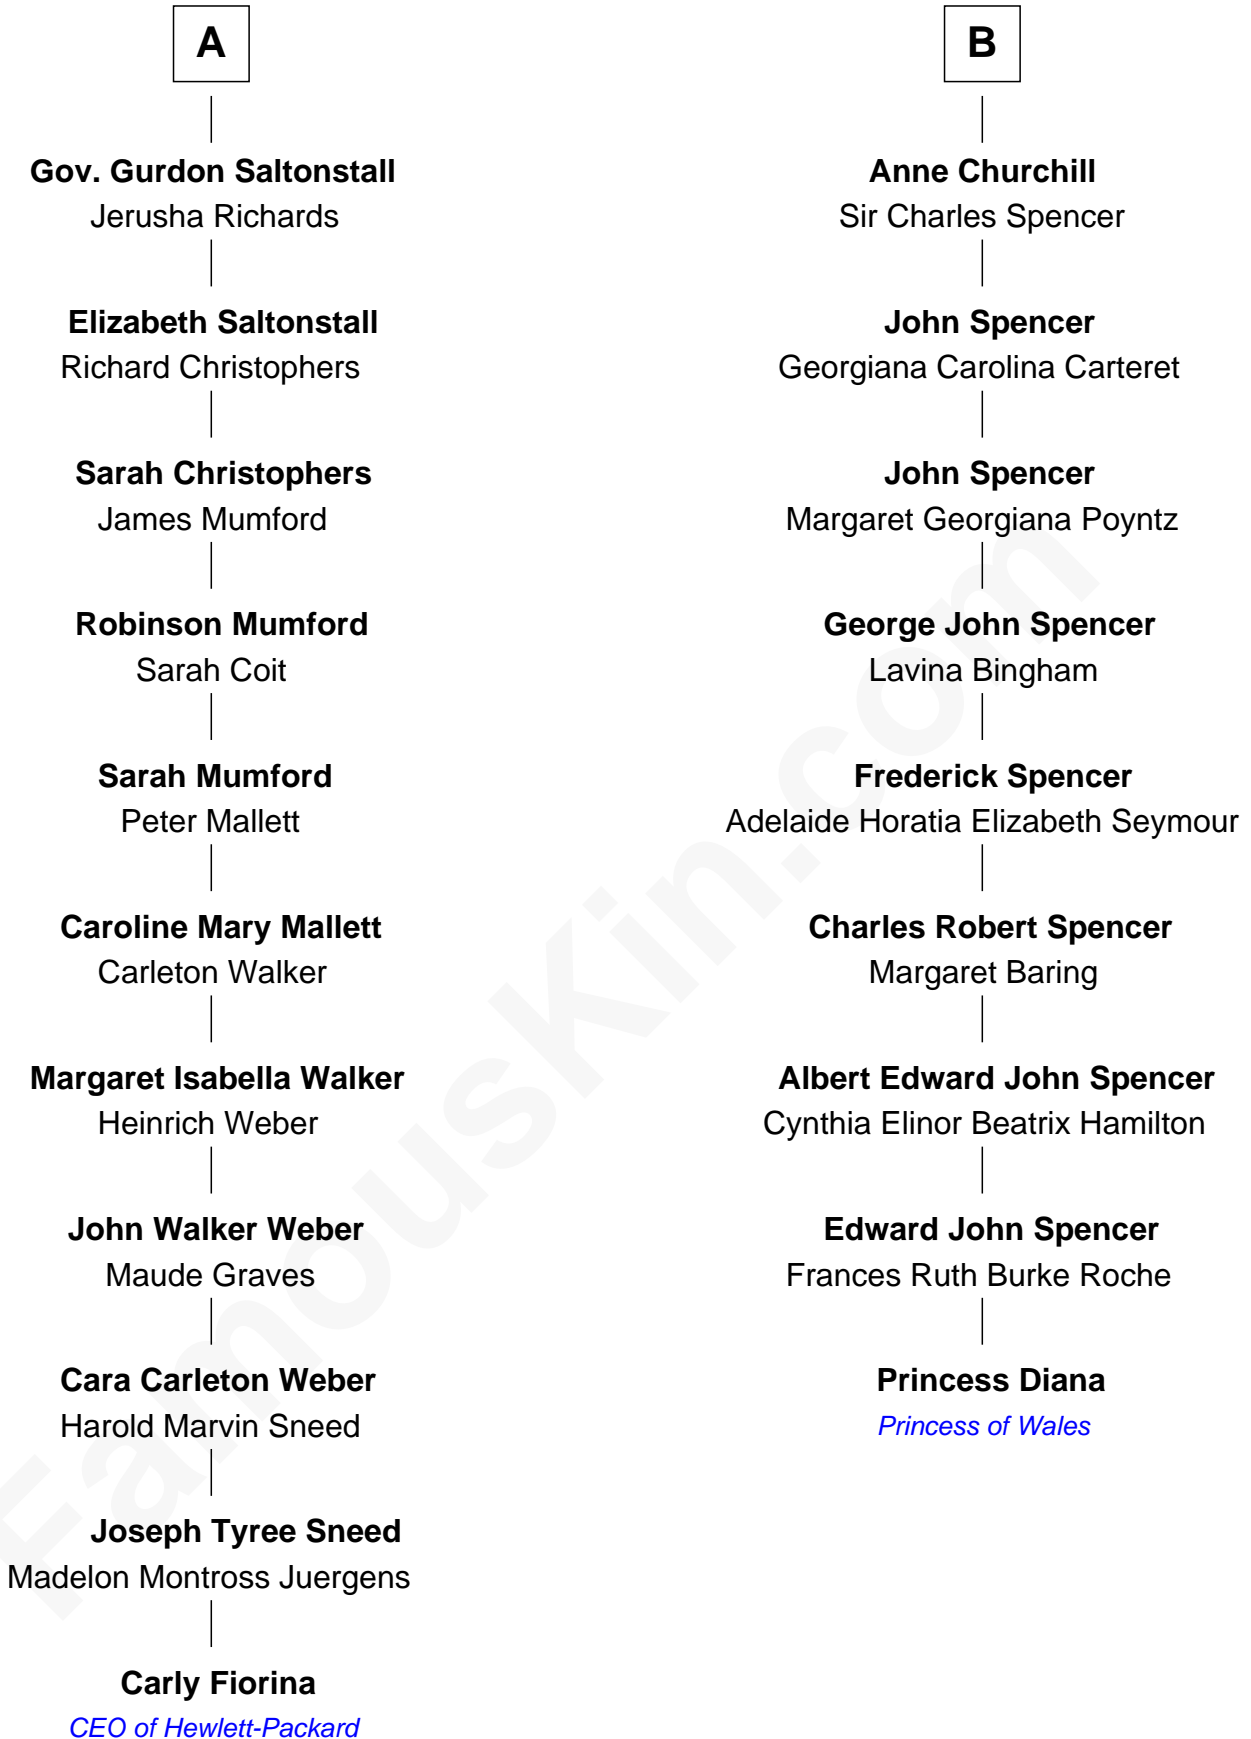 A
Gov. Gurdon Saltonstall
Jerusha Richards
Elizabeth Saltonstall
Richard Christophers
Sarah Christophers
James Mumford
Robinson Mumford
Sarah Coit
Sarah Mumford
Peter Mallett
Caroline Mary Mallett
Carleton Walker
Margaret Isabella Walker
Heinrich Weber
John Walker Weber
Maude Graves
Cara Carleton Weber
Harold Marvin Sneed
Joseph Tyree Sneed
Madelon Montross Juergens
Carly Fiorina
CEO of Hewlett-Packard
B
Anne Churchill
Sir Charles Spencer
John Spencer
Georgiana Carolina Carteret
John Spencer
Margaret Georgiana Poyntz
George John Spencer
Lavina Bingham
Frederick Spencer
Adelaide Horatia Elizabeth Seymour
Charles Robert Spencer
Margaret Baring
Albert Edward John Spencer
Cynthia Elinor Beatrix Hamilton
Edward John Spencer
Frances Ruth Burke Roche
Princess Diana
Princess of Wales
FamousKin.com